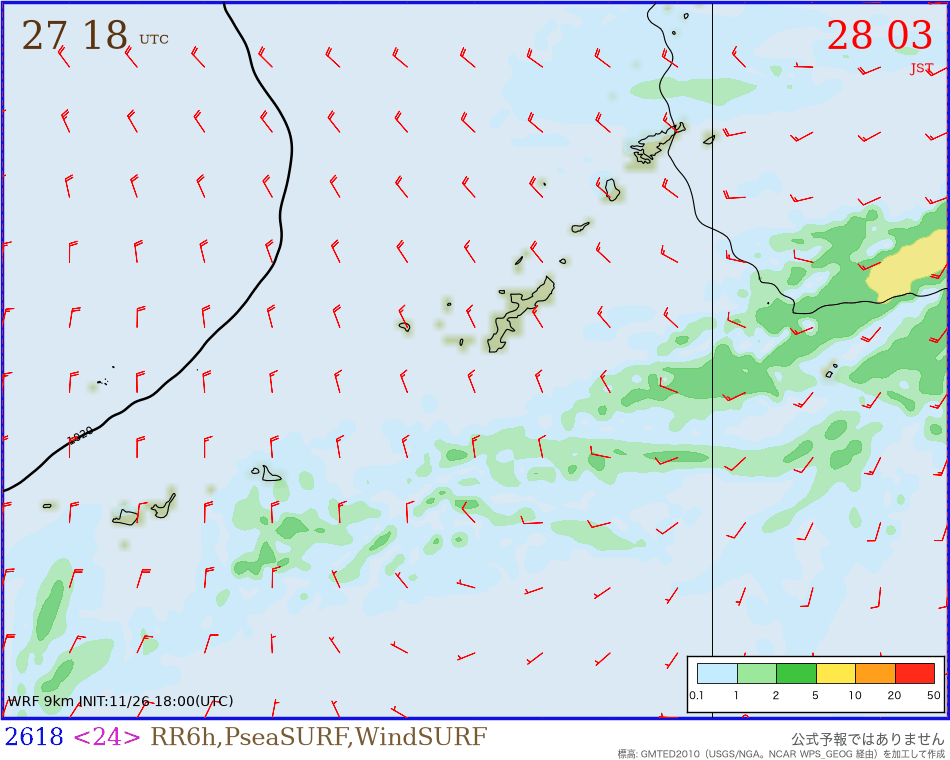 27 18 UTC
28 03
JST
1020
WRF 9km INIT:11/26-18:00(UTC)
0.1 1 2 5 10 20 50
2618 <24> RR6h,PseaSURF,WindSURF
公式予報ではありません
標高: GMTED2010（USGS/NGA。NCAR WPS_GEOG 経由）を加工して作成